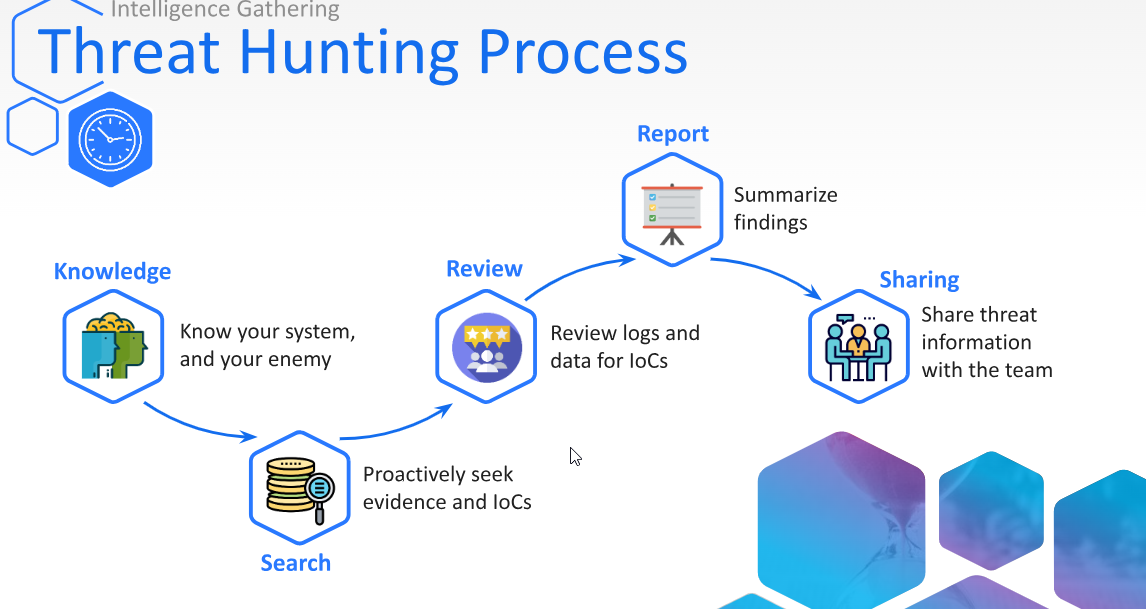 Intelligence Gathering
Threat Hunting Process
Knowledge
Know your system,
and your enemy
Search
Proactively seek
evidence and IoCs
Review
Review logs and
data for IoCs
Report
Summarize
findings
Sharing
Share threat
information
with the team